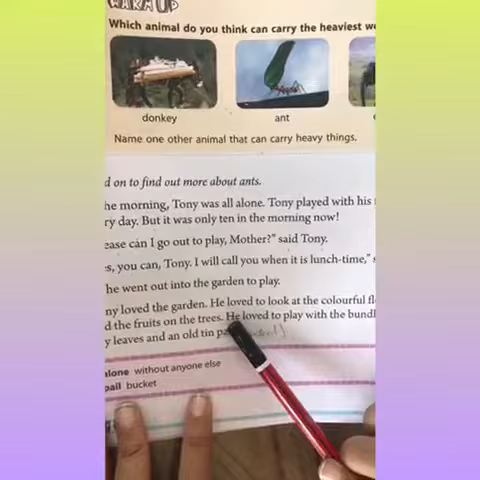 WARM UP
Which animal do you think can carry the heaviest
donkey
ant
Name one other animal that can carry heavy things.
d on to find out more about ants.
he morning, Tony was all alone. Tony played with his
ry day. But it was only ten in the morning now!
ease can I go out to play, Mother?” said Tony.
s, you can, Tony. I will call you when it is lunch-time,”
he went out into the garden to play.
ny loved the garden. He loved to look at the colourful
d the fruits on the trees. He loved to play with the
y leaves and an old tin
alone without anyone else
pail bucket